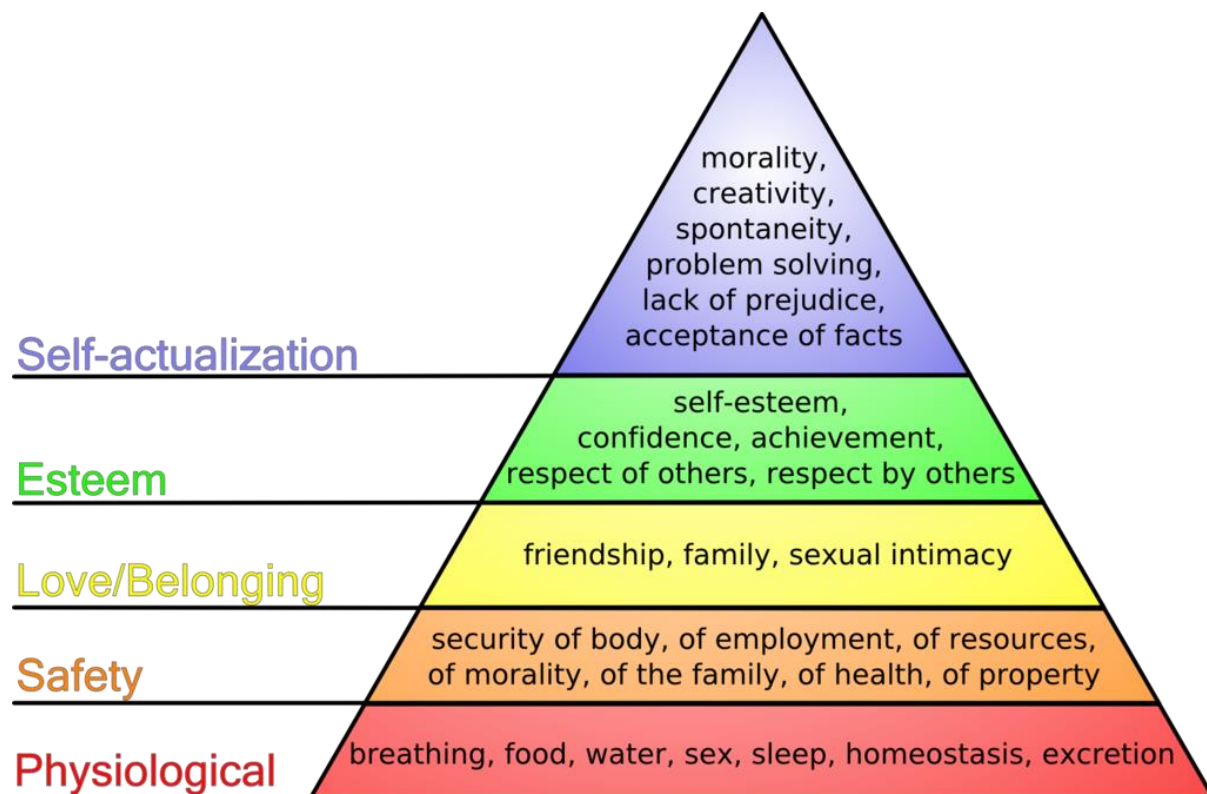 morality,
creativity,
spontaneity,
problem solving,
lack of prejudice,
acceptance of facts
Self-actualization
self-esteem,
confidence, achievement,
respect of others, respect by others
Esteem
friendship, family, sexual intimacy
Love/Belonging
security of body, of employment, of resources,
of morality, of the family, of health, of property
Safety
breathing, food, water, sex, sleep, homeostasis, excretion
Physiological